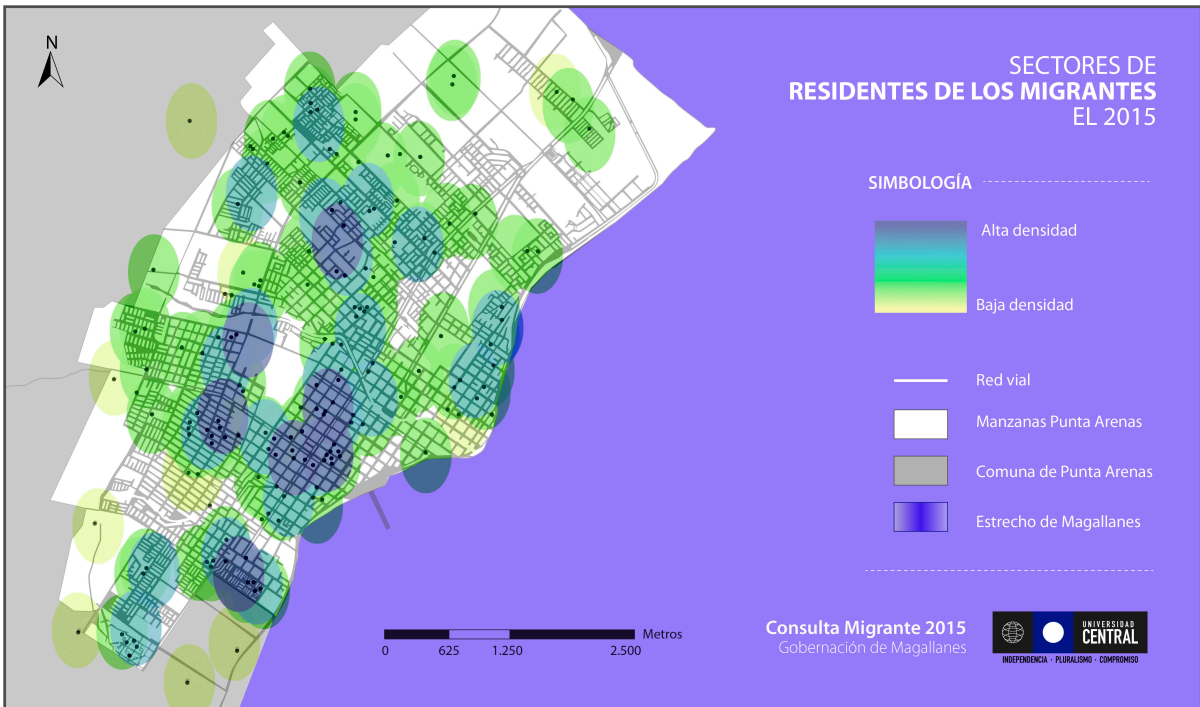 N
SECTORES DE
RESIDENTES DE LOS MIGRANTES
EL 2015
SIMBOLOGÍA
Alta densidad
Baja densidad
Red vial
Manzanas Punta Arenas
Comuna de Punta Arenas
Estrecho de Magallanes
Metros
0 625 1.250 2.500
Consulta Migrante 2015
Gobernación de Magallanes
UNIVERSIDAD
CENTRAL
INDEPENDENCIA · PLURALISMO · COMPROMISO